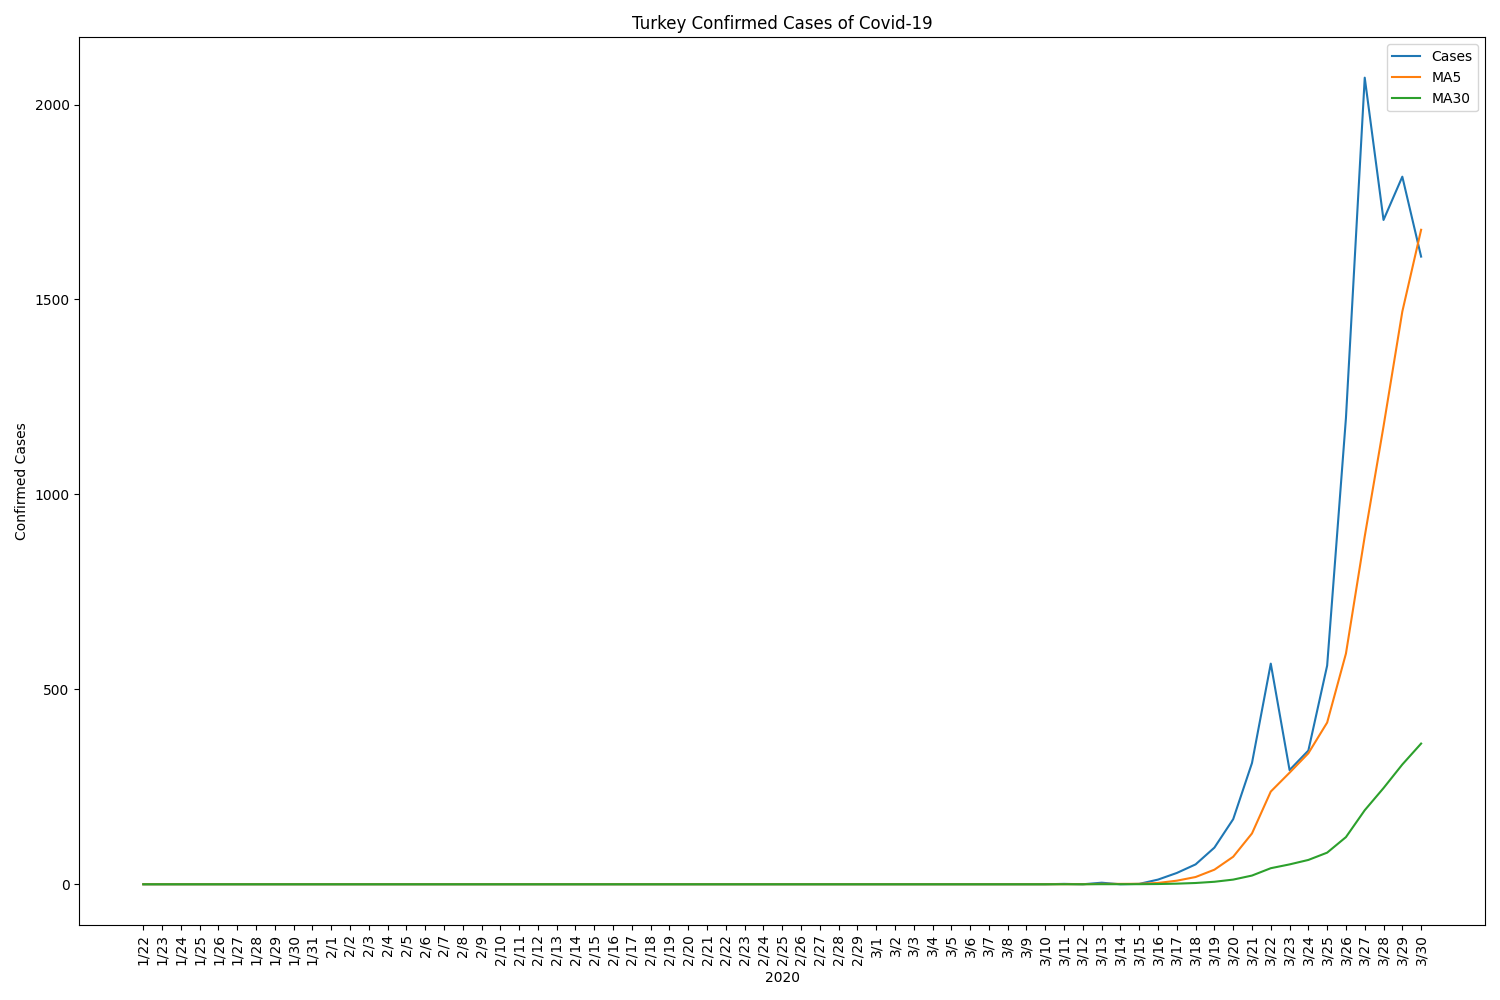 Turkey Confirmed Cases of Covid-19
Cases
MA5
MA30
Confirmed Cases
2000
1500
1000
500
0
1/22 1/23 1/24 1/25 1/26 1/27 1/28 1/29 1/30 1/31 2/1 2/2 2/3 2/4 2/5 2/6 2/7 2/8 2/9 2/10 2/11 2/12 2/13 2/14 2/15 2/16 2/17 2/18 2/19 2/20 2/21 2/22 2/23 2/24 2/25 2/26 2/27 2/28 2/29 3/1 3/2 3/3 3/4 3/5 3/6 3/7 3/8 3/9 3/10 3/11 3/12 3/13 3/14 3/15 3/16 3/17 3/18 3/19 3/20 3/21 3/22 3/23 3/24 3/25 3/26 3/27 3/28 3/29 3/30
2020